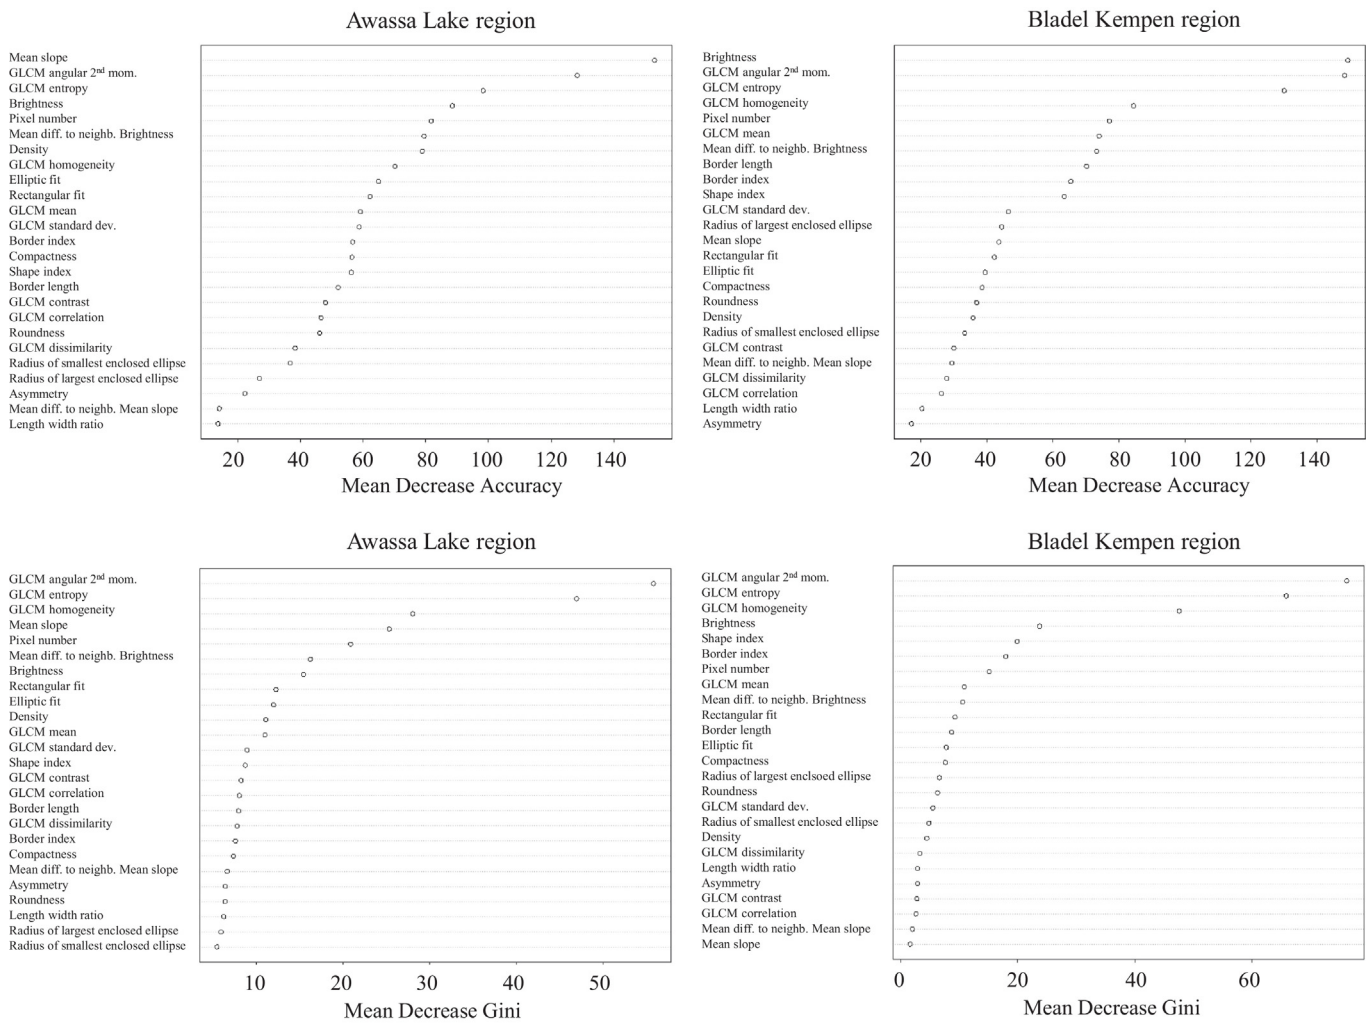 Awassa Lake region
Mean slope
GLCM angular 2nd mom.
GLCM entropy
Brightness
Pixel number
Mean diff. to neighb. Brightness
Density
GLCM homogeneity
Elliptic fit
Rectangular fit
GLCM mean
GLCM standard dev.
Border index
Compactness
Shape index
Border length
GLCM contrast
GLCM correlation
Roundness
GLCM dissimilarity
Radius of smallest enclosed ellipse
Radius of largest enclosed ellipse
Asymmetry
Mean diff. to neighb. Mean slope
Length width ratio
20 40 60 80 100 120 140
Mean Decrease Accuracy
Bladel Kempen region
Brightness
GLCM angular 2nd mom.
GLCM entropy
GLCM homogeneity
Pixel number
GLCM mean
Mean diff. to neighb. Brightness
Border length
Border index
Shape index
GLCM standard dev.
Radius of largest enclosed ellipse
Mean slope
Rectangular fit
Elliptic fit
Compactness
Roundness
Density
Radius of smallest enclosed ellipse
GLCM contrast
Mean diff. to neighb. Mean slope
GLCM dissimilarity
GLCM correlation
Length width ratio
Asymmetry
20 40 60 80 100 120 140
Mean Decrease Accuracy
Awassa Lake region
GLCM angular 2nd mom.
GLCM entropy
GLCM homogeneity
Mean slope
Pixel number
Mean diff. to neighb. Brightness
Brightness
Rectangular fit
Elliptic fit
Density
GLCM mean
GLCM standard dev.
Shape index
GLCM contrast
GLCM correlation
Border length
GLCM dissimilarity
Border index
Compactness
Mean diff. to neighb. Mean slope
Asymmetry
Roundness
Length width ratio
Radius of largest enclosed ellipse
Radius of smallest enclosed ellipse
10 20 30 40 50
Mean Decrease Gini
Bladel Kempen region
GLCM angular 2nd mom.
GLCM entropy
GLCM homogeneity
Brightness
Shape index
Border index
Pixel number
GLCM mean
Mean diff. to neighb. Brightness
Rectangular fit
Border length
Elliptic fit
Compactness
Radius of largest enclsoed ellipse
Roundness
GLCM standard dev.
Radius of smallest enclosed ellipse
Density
GLCM dissimilarity
Length width ratio
Asymmetry
GLCM contrast
GLCM correlation
Mean diff. to neighb. Mean slope
Mean slope
0 20 40 60
Mean Decrease Gini